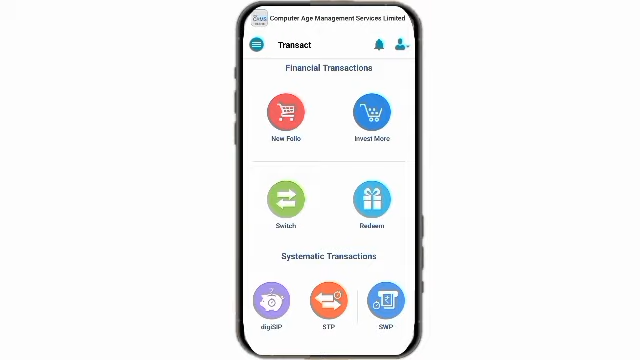 CAMS
Computer Age Management Services Limited
Transact
Financial Transactions
New Folio
Invest More
Switch
Redeem
Systematic Transactions
digiSIP
STP
SWP